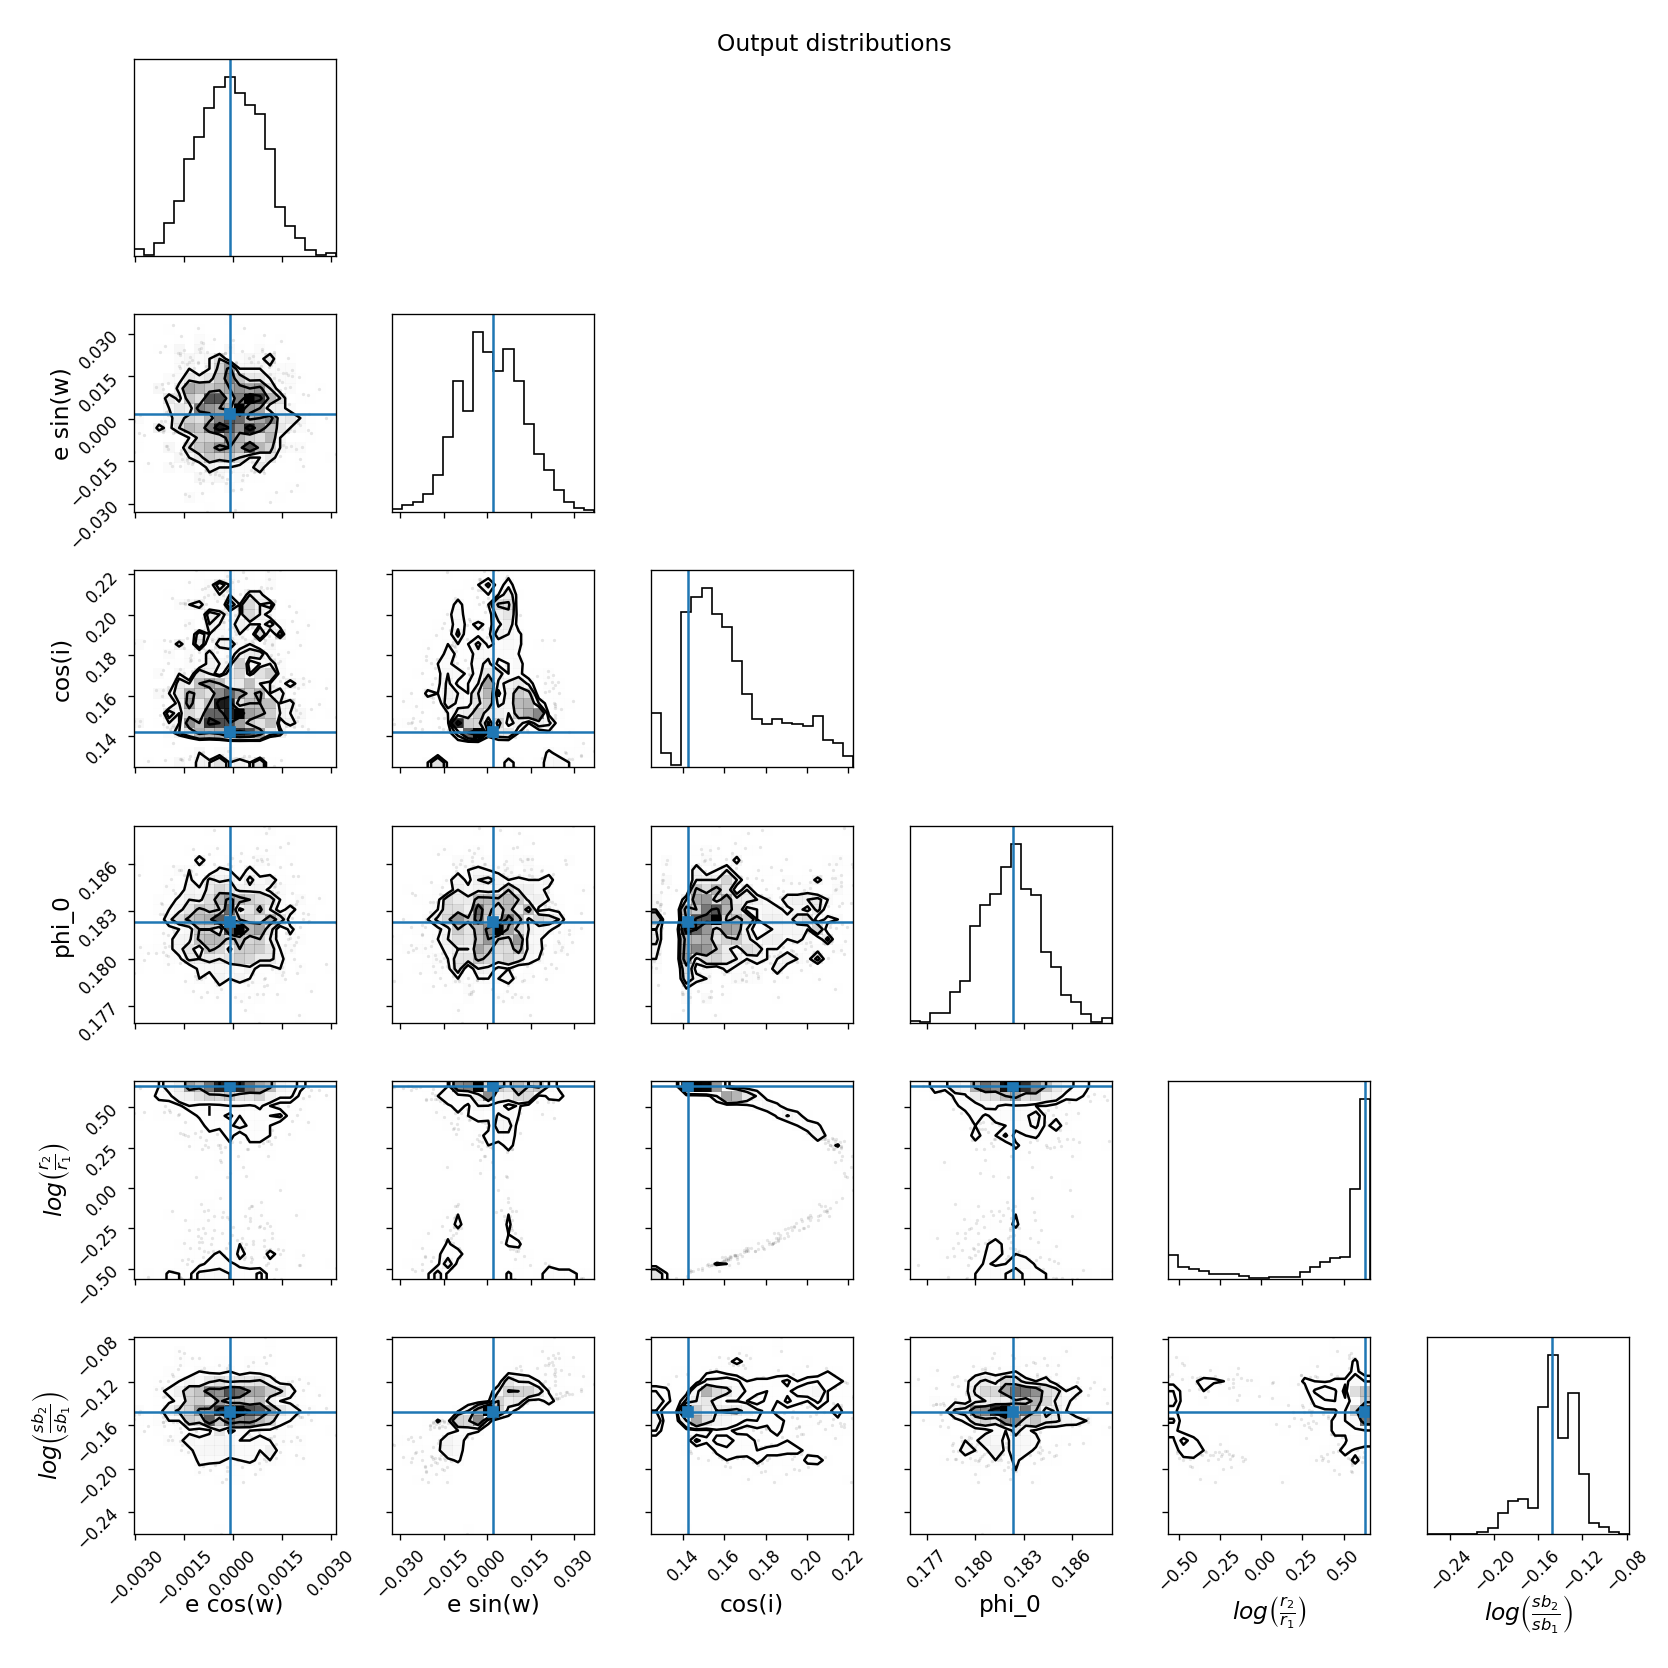 Output distributions
0.030
0.015
0.000
−0.015
−0.030
e sin(w)
0.22
0.20
0.18
0.16
0.14
cos(i)
0.186
0.183
0.180
0.177
phi_0
0.50
0.25
0.00
−0.25
−0.50
log(r₂/r₁)
−0.08
−0.12
−0.16
−0.20
−0.24
log(sb₂/sb₁)
−0.0030 −0.0015 0.0000 0.0015 0.0030
−0.030 −0.015 0.000 0.015 0.030
0.14 0.16 0.18 0.20 0.22
0.177 0.180 0.183 0.186
−0.50 −0.25 0.00 0.25 0.50
−0.24 −0.20 −0.16 −0.12 −0.08
e cos(w)
e sin(w)
cos(i)
phi_0
log(r₂/r₁)
log(sb₂/sb₁)